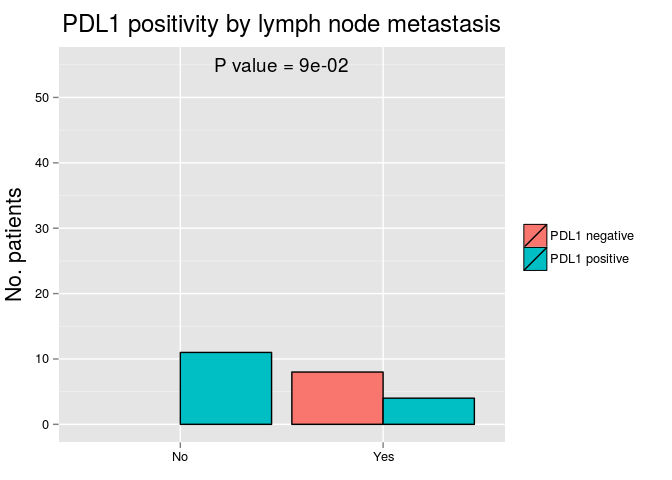 PDL1 positivity by lymph node metastasis
P value = 9e-02
No. patients
50
40
30
20
10
0
No
Yes
PDL1 negative
PDL1 positive